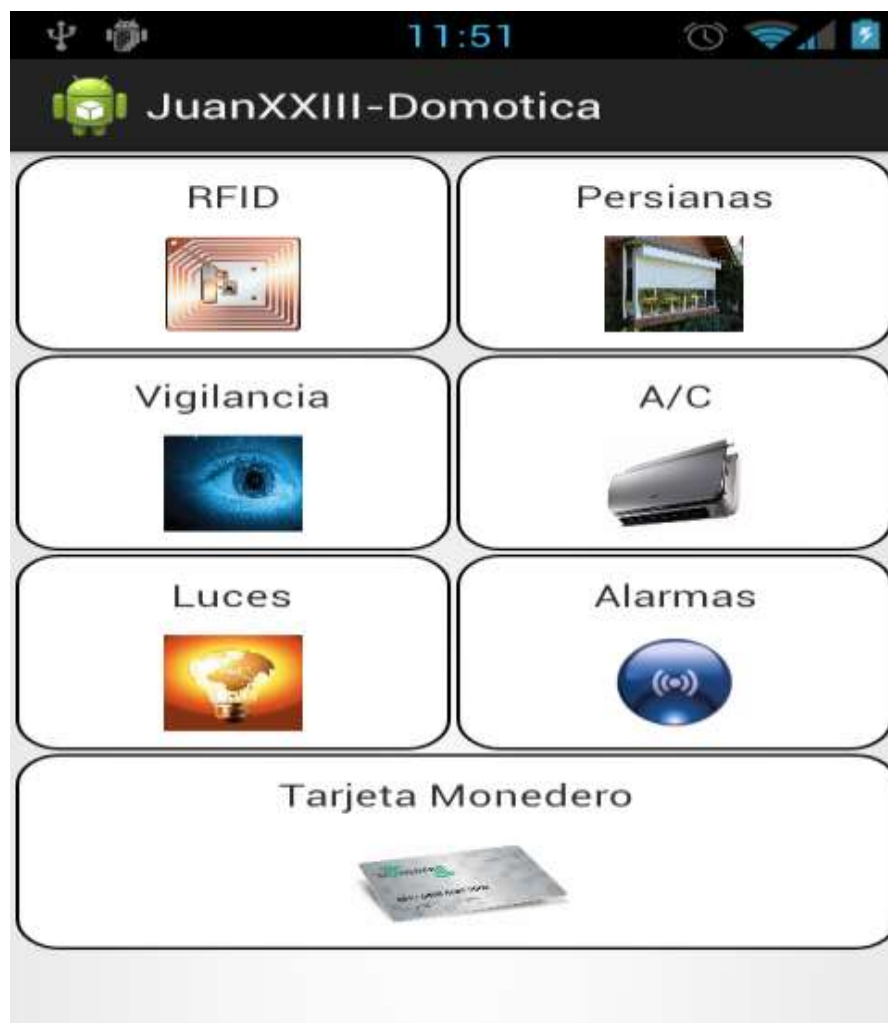 11:51
JuanXXIII-Domotica
RFID
Persianas
Vigilancia
A/C
Luces
Alarmas
Tarjeta Monedero